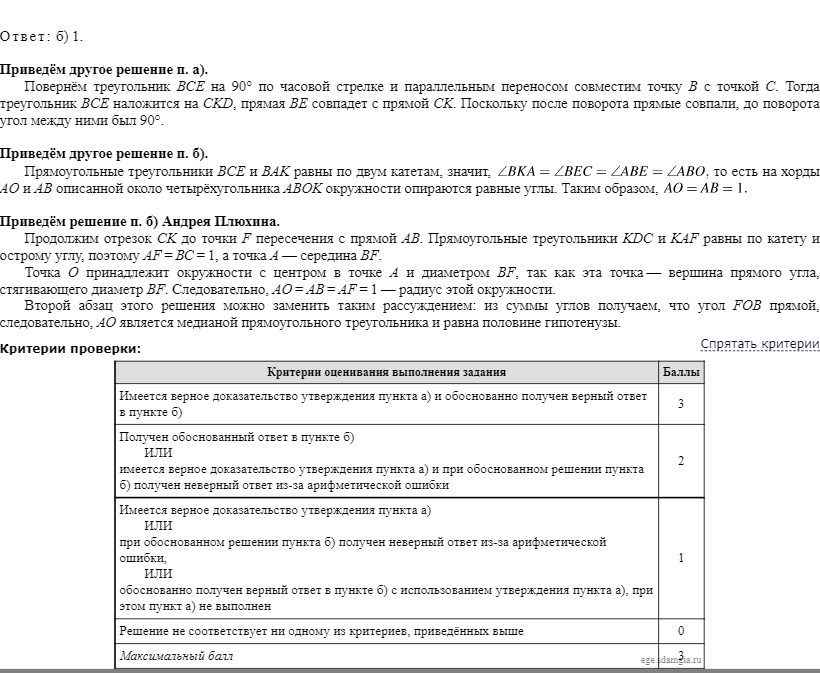 Ответ: б) 1.
Приведём другое решение п. а).
Повернём треугольник BCE на 90° по часовой стрелке и параллельным переносом совместим точку B с точкой C. Тогда
треугольник BCE наложится на CKD, прямая BE совпадет с прямой CK. Поскольку после поворота прямые совпали, до поворота
угол между ними был 90°.
Приведём другое решение п. б).
Прямоугольные треугольники BCE и BAK равны по двум катетам, значит, ∠BKA = ∠BEC = ∠ABE = ∠ABO, то есть на хорды
AO и AB описанной около четырёхугольника ABOK окружности опираются равные углы. Таким образом, AO = AB = 1.
Приведём решение п. б) Андрея Плюхина.
Продолжим отрезок CK до точки F пересечения с прямой AB. Прямоугольные треугольники KDC и KAF равны по катету и
острому углу, поэтому AF = BC = 1, а точка A — середина BF.
Точка O принадлежит окружности с центром в точке A и диаметром BF, так как эта точка — вершина прямого угла,
стягивающего диаметр BF. Следовательно, AO = AB = AF = 1 — радиус этой окружности.
Второй абзац этого решения можно заменить таким рассуждением: из суммы углов получаем, что угол FOB прямой,
следовательно, AO является медианой прямоугольного треугольника и равна половине гипотенузы.
Критерии проверки:
Спрятать критерии
Критерии оценивания выполнения задания Баллы
Имеется верное доказательство утверждения пункта а) и обоснованно получен верный ответ
в пункте б)
3
Получен обоснованный ответ в пункте б)
ИЛИ
имеется верное доказательство утверждения пункта а) и при обоснованном решении пункта
б) получен неверный ответ из-за арифметической ошибки
2
Имеется верное доказательство утверждения пункта а)
ИЛИ
при обоснованном решении пункта б) получен неверный ответ из-за арифметической
ошибки,
ИЛИ
обоснованно получен верный ответ в пункте б) с использованием утверждения пункта а), при
этом пункт а) не выполнен
1
Решение не соответствует ни одному из критериев, приведённых выше 0
Максимальный балл 3
ege.sdamgia.ru